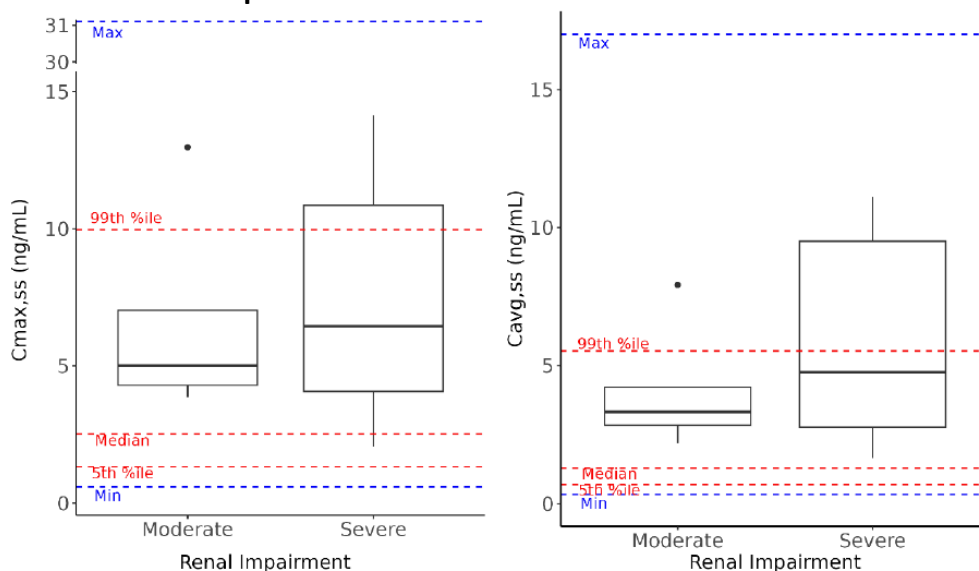 31
Max
30
15
99th %ile
10
Cmax,ss (ng/mL)
5
Median
5th %ile
Min
0
Moderate
Severe
Renal Impairment
Max
15
10
Cavg,ss (ng/mL)
99th %ile
5
Median
5th %ile
Min
0
Moderate
Severe
Renal Impairment